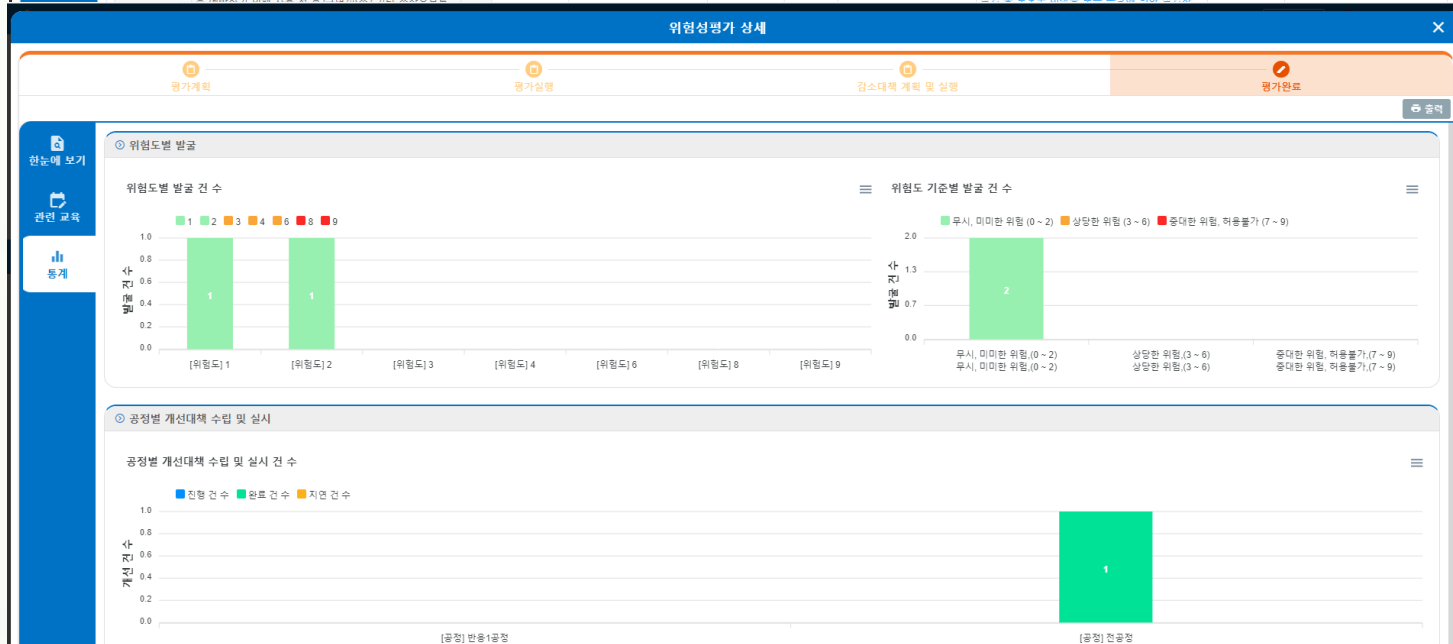 위험성평가 상세
평가계획
평가실행
감소대책 계획 및 실행
평가완료
출력
한눈에 보기
관련 교육
통계
위험도별 발굴
위험도별 발굴 건 수
1 2 3 4 6 8 9
발굴 건 수
1.0
0.8
0.6
0.4
0.2
0.0
1
1
[위험도] 1
[위험도] 2
[위험도] 3
[위험도] 4
[위험도] 6
[위험도] 8
[위험도] 9
위험도 기준별 발굴 건 수
무시, 미미한 위험 (0 ~ 2) 상당한 위험 (3 ~ 6) 중대한 위험, 허용불가 (7 ~ 9)
발굴 건 수
2.0
1.3
0.7
0.0
2
무시, 미미한 위험,(0 ~ 2)
무시, 미미한 위험,(0 ~ 2)
상당한 위험,(3 ~ 6)
상당한 위험,(3 ~ 6)
중대한 위험, 허용불가,(7 ~ 9)
중대한 위험, 허용불가,(7 ~ 9)
공정별 개선대책 수립 및 실시
공정별 개선대책 수립 및 실시 건 수
진행 건 수 완료 건 수 지연 건 수
개선 건 수
1.0
0.8
0.6
0.4
0.2
0.0
1
[공정] 반응1공정
[공정] 전공정